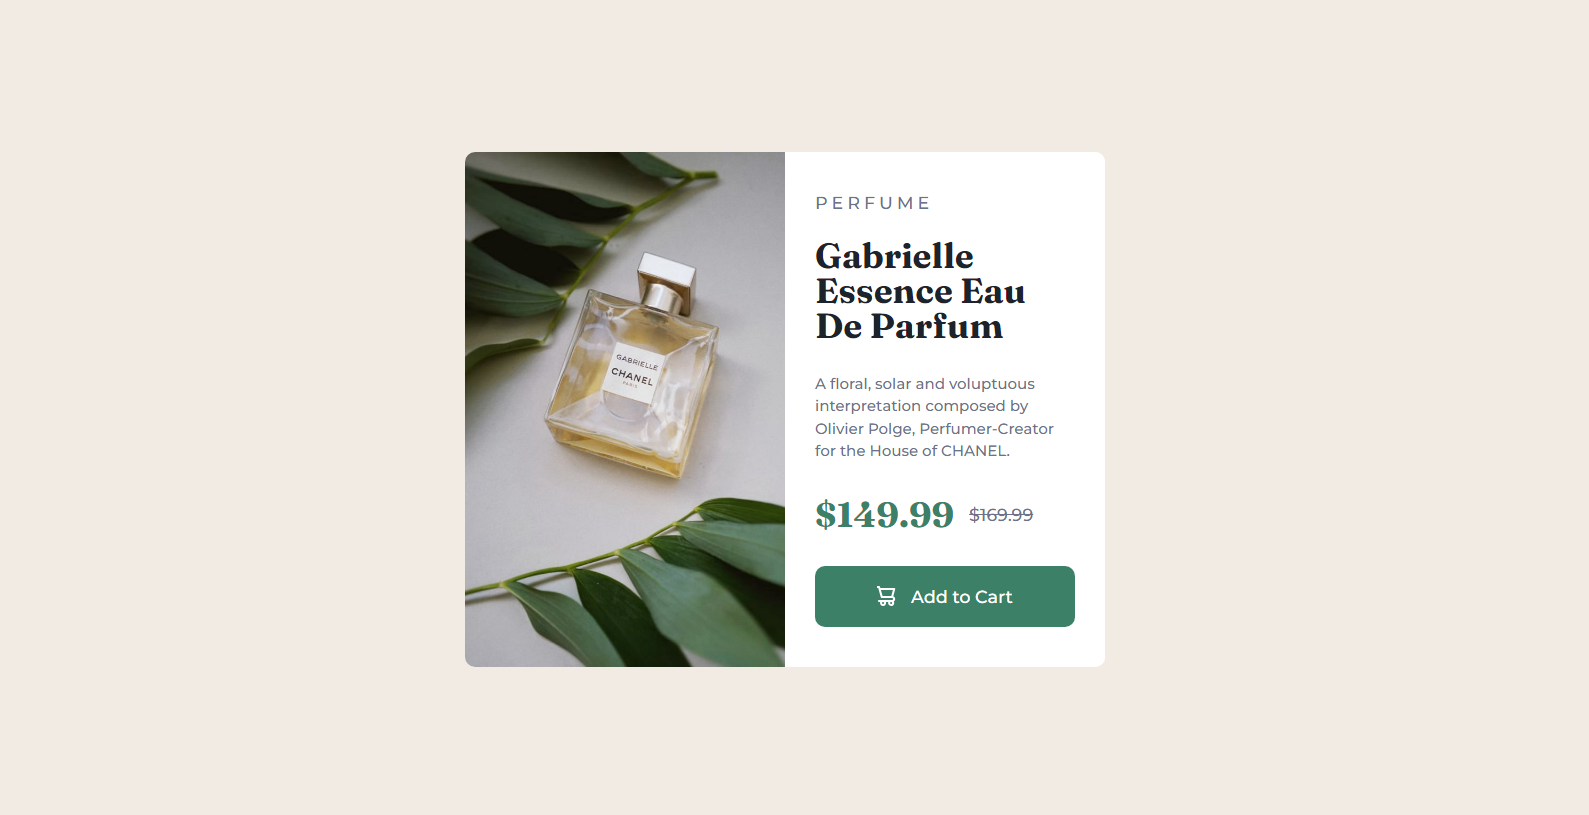 PERFUME
Gabrielle
Essence Eau
De Parfum
A floral, solar and voluptuous
interpretation composed by
Olivier Polge, Perfumer-Creator
for the House of CHANEL.
$149.99 $169.99
Add to Cart
GABRIELLE
CHANEL
PARIS